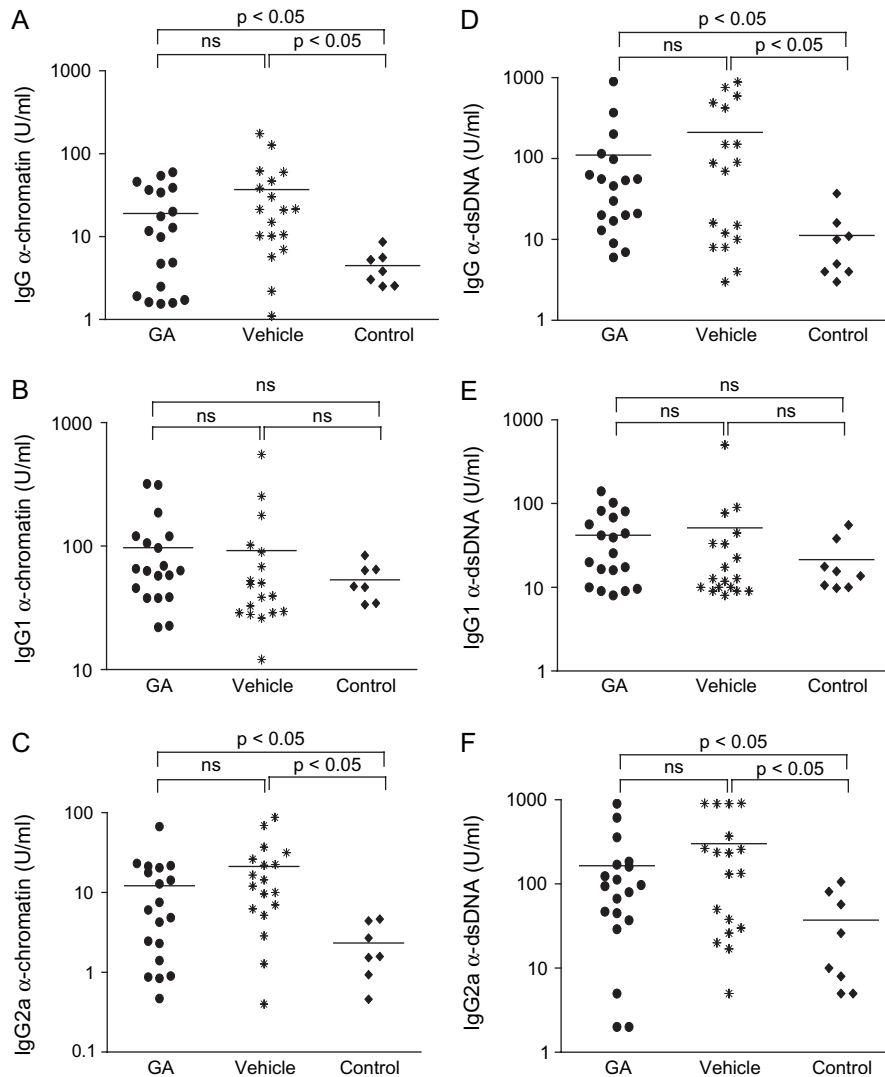 A
p < 0.05
ns
p < 0.05
IgG α-chromatin (U/ml)
1000
100
10
1
GA Vehicle Control
D
p < 0.05
ns
p < 0.05
IgG α-dsDNA (U/ml)
1000
100
10
1
GA Vehicle Control
B
ns
ns
ns
IgG1 α-chromatin (U/ml)
1000
100
10
GA Vehicle Control
E
ns
ns
ns
IgG1 α-dsDNA (U/ml)
1000
100
10
1
GA Vehicle Control
C
p < 0.05
ns
p < 0.05
IgG2a α-chromatin (U/ml)
100
10
1
0.1
GA Vehicle Control
F
p < 0.05
ns
p < 0.05
IgG2a α-dsDNA (U/ml)
1000
100
10
1
GA Vehicle Control